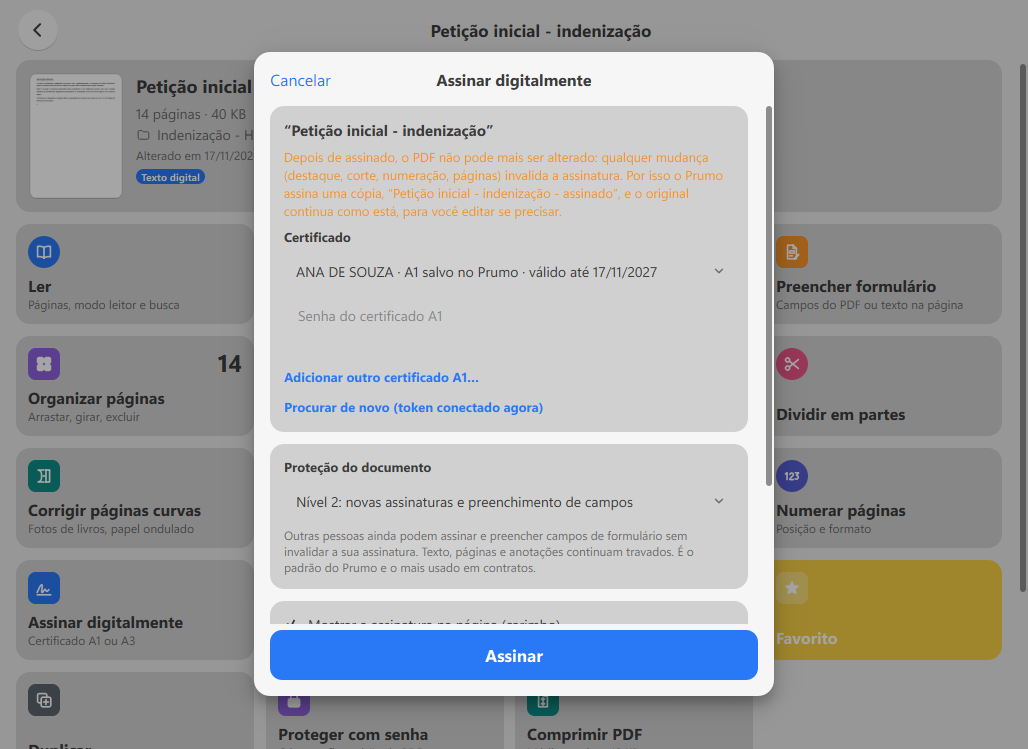 Petição inicial - indenização
Petição inicial
14 páginas · 40 KB
Indenização - H
Alterado em 17/11/202
Texto digital
Cancelar
Assinar digitalmente
“Petição inicial - indenização”
Depois de assinado, o PDF não pode mais ser alterado: qualquer mudança
(destaque, corte, numeração, páginas) invalida a assinatura. Por isso o Prumo
assina uma cópia, “Petição inicial - indenização - assinado”, e o original
continua como está, para você editar se precisar.
Certificado
ANA DE SOUZA · A1 salvo no Prumo · válido até 17/11/2027
Senha do certificado A1
Adicionar outro certificado A1...
Procurar de novo (token conectado agora)
Proteção do documento
Nível 2: novas assinaturas e preenchimento de campos
Outras pessoas ainda podem assinar e preencher campos de formulário sem
invalidar a sua assinatura. Texto, páginas e anotações continuam travados. É o
padrão do Prumo e o mais usado em contratos.
Mostrar a assinatura na página (carimbo)
Assinar
Ler
Páginas, modo leitor e busca
Preencher formulário
Campos do PDF ou texto na página
14
Organizar páginas
Arrastar, girar, excluir
Dividir em partes
Corrigir páginas curvas
Fotos de livros, papel ondulado
123
Numerar páginas
Posição e formato
Assinar digitalmente
Certificado A1 ou A3
Favorito
Duplicar
Proteger com senha
Comprimir PDF